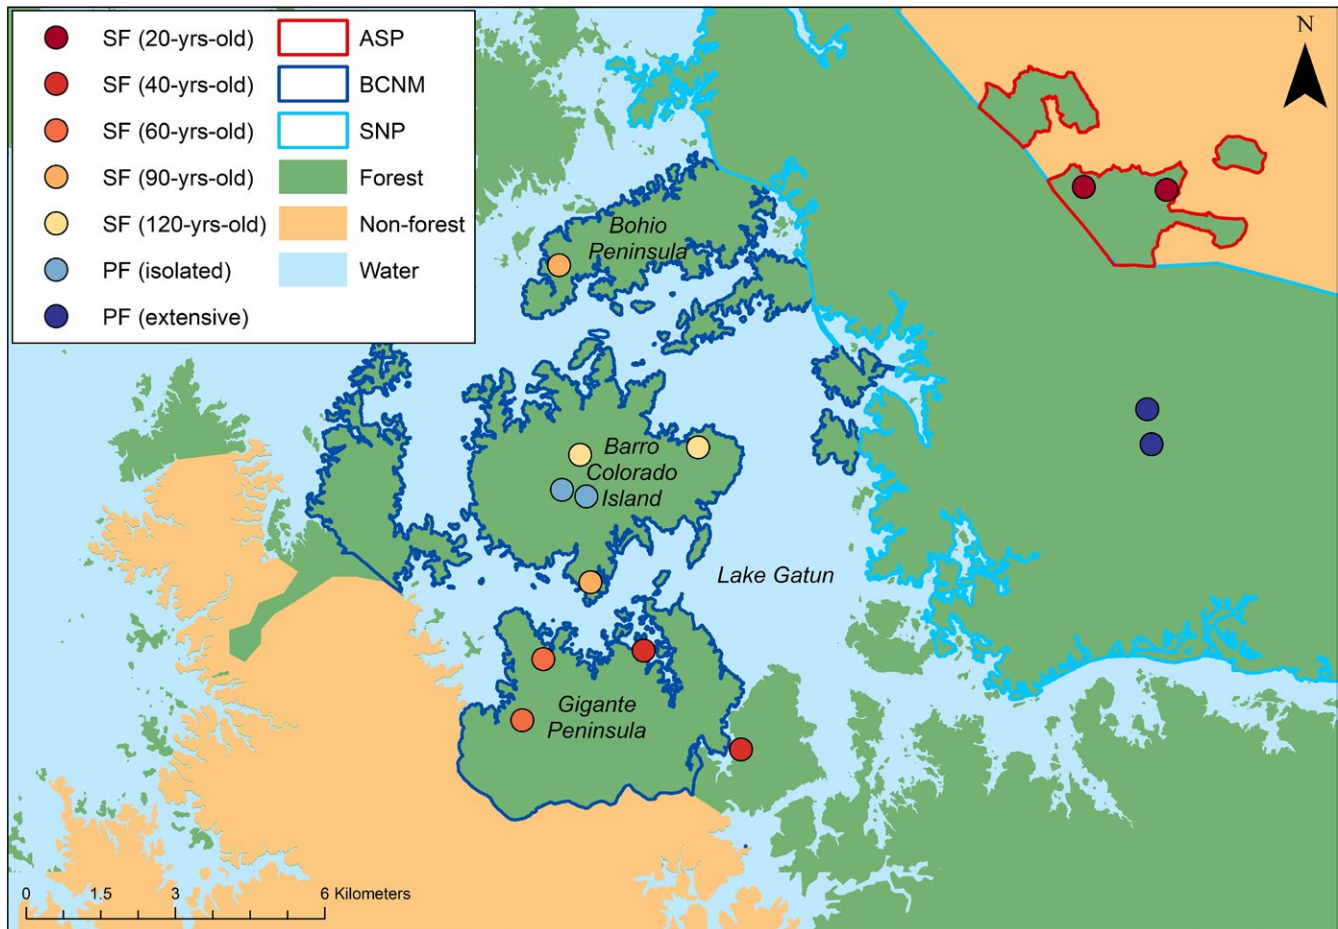 SF (20-yrs-old)
SF (40-yrs-old)
SF (60-yrs-old)
SF (90-yrs-old)
SF (120-yrs-old)
PF (isolated)
PF (extensive)
ASP
BCNM
SNP
Forest
Non-forest
Water
N
Bohio
Peninsula
Barro
Colorado
Island
Lake Gatun
Gigante
Peninsula
0 1.5 3 6 Kilometers